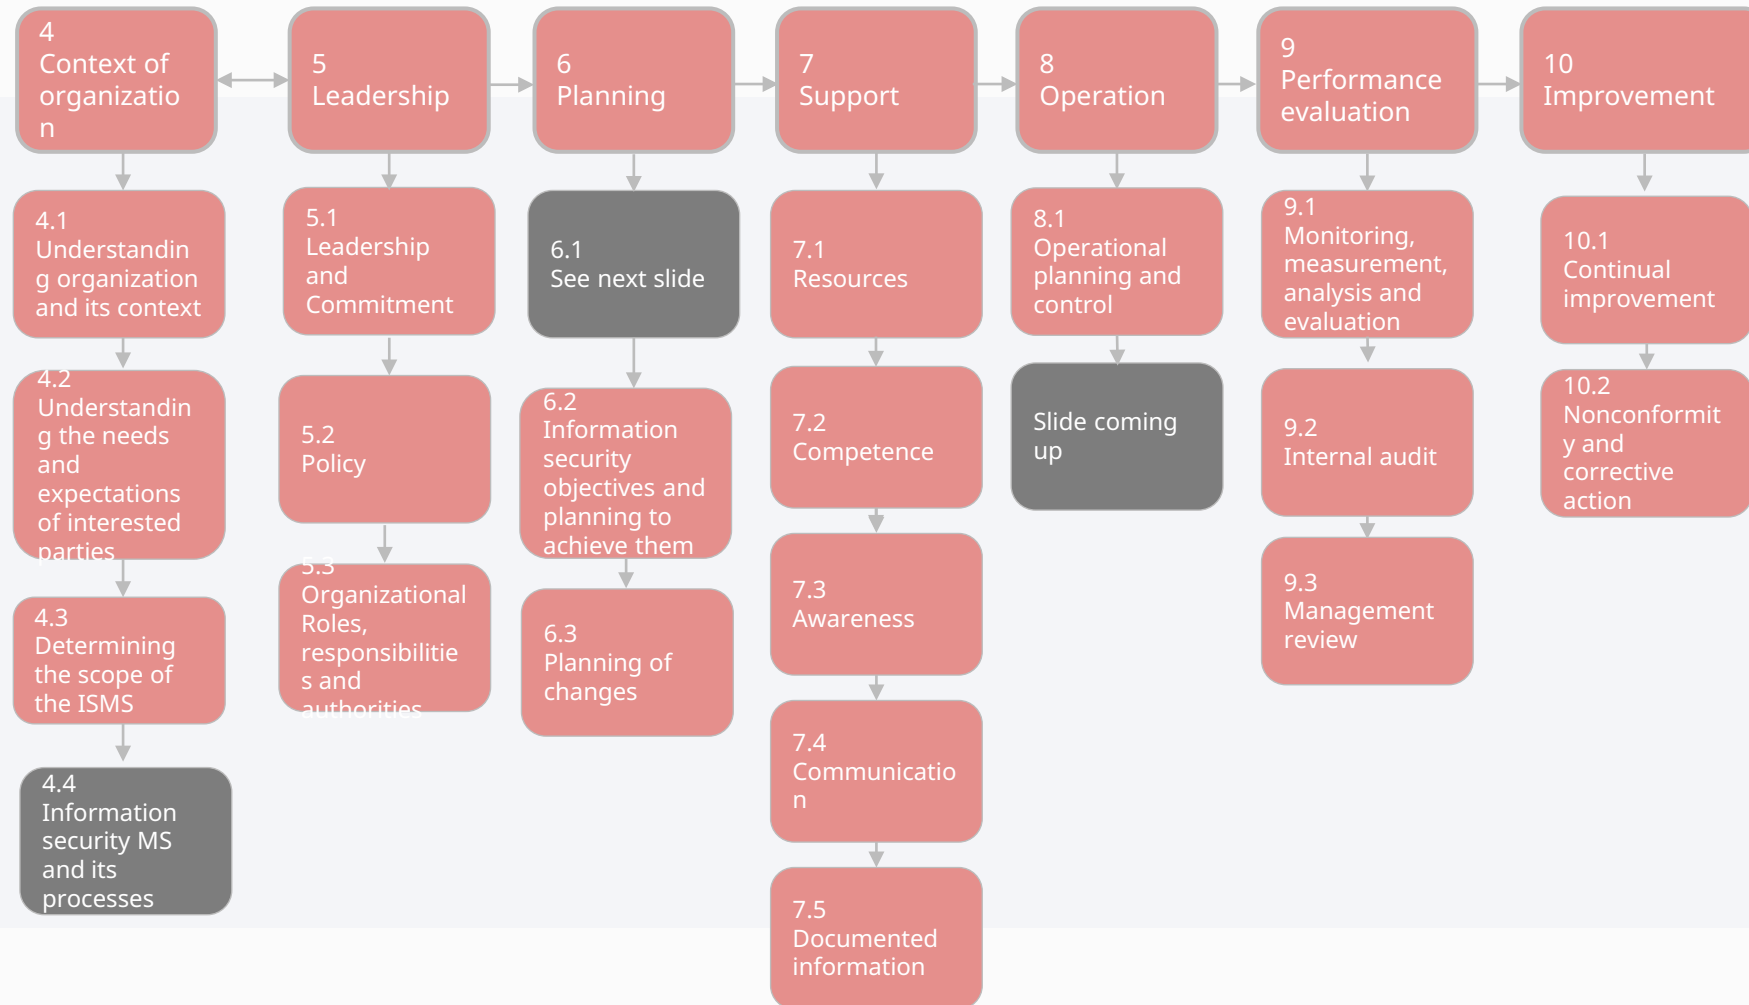 4
Context of
organizatio
n
5
Leadership
6
Planning
7
Support
8
Operation
9
Performance
evaluation
10
Improvement
4.1
Understandin
g organization
and its context
4.2
Understandin
g the needs
and
expectations
of interested
parties
4.3
Determining
the scope of
the ISMS
4.4
Information
security MS
and its
processes
5.1
Leadership
and
Commitment
5.2
Policy
5.3
Organizational
Roles,
responsibilitie
s and
authorities
6.1
See next slide
6.2
Information
security
objectives and
planning to
achieve them
6.3
Planning of
changes
7.1
Resources
7.2
Competence
7.3
Awareness
7.4
Communicatio
n
7.5
Documented
information
8.1
Operational
planning and
control
Slide coming
up
9.1
Monitoring,
measurement,
analysis and
evaluation
9.2
Internal audit
9.3
Management
review
10.1
Continual
improvement
10.2
Nonconformit
y and
corrective
action